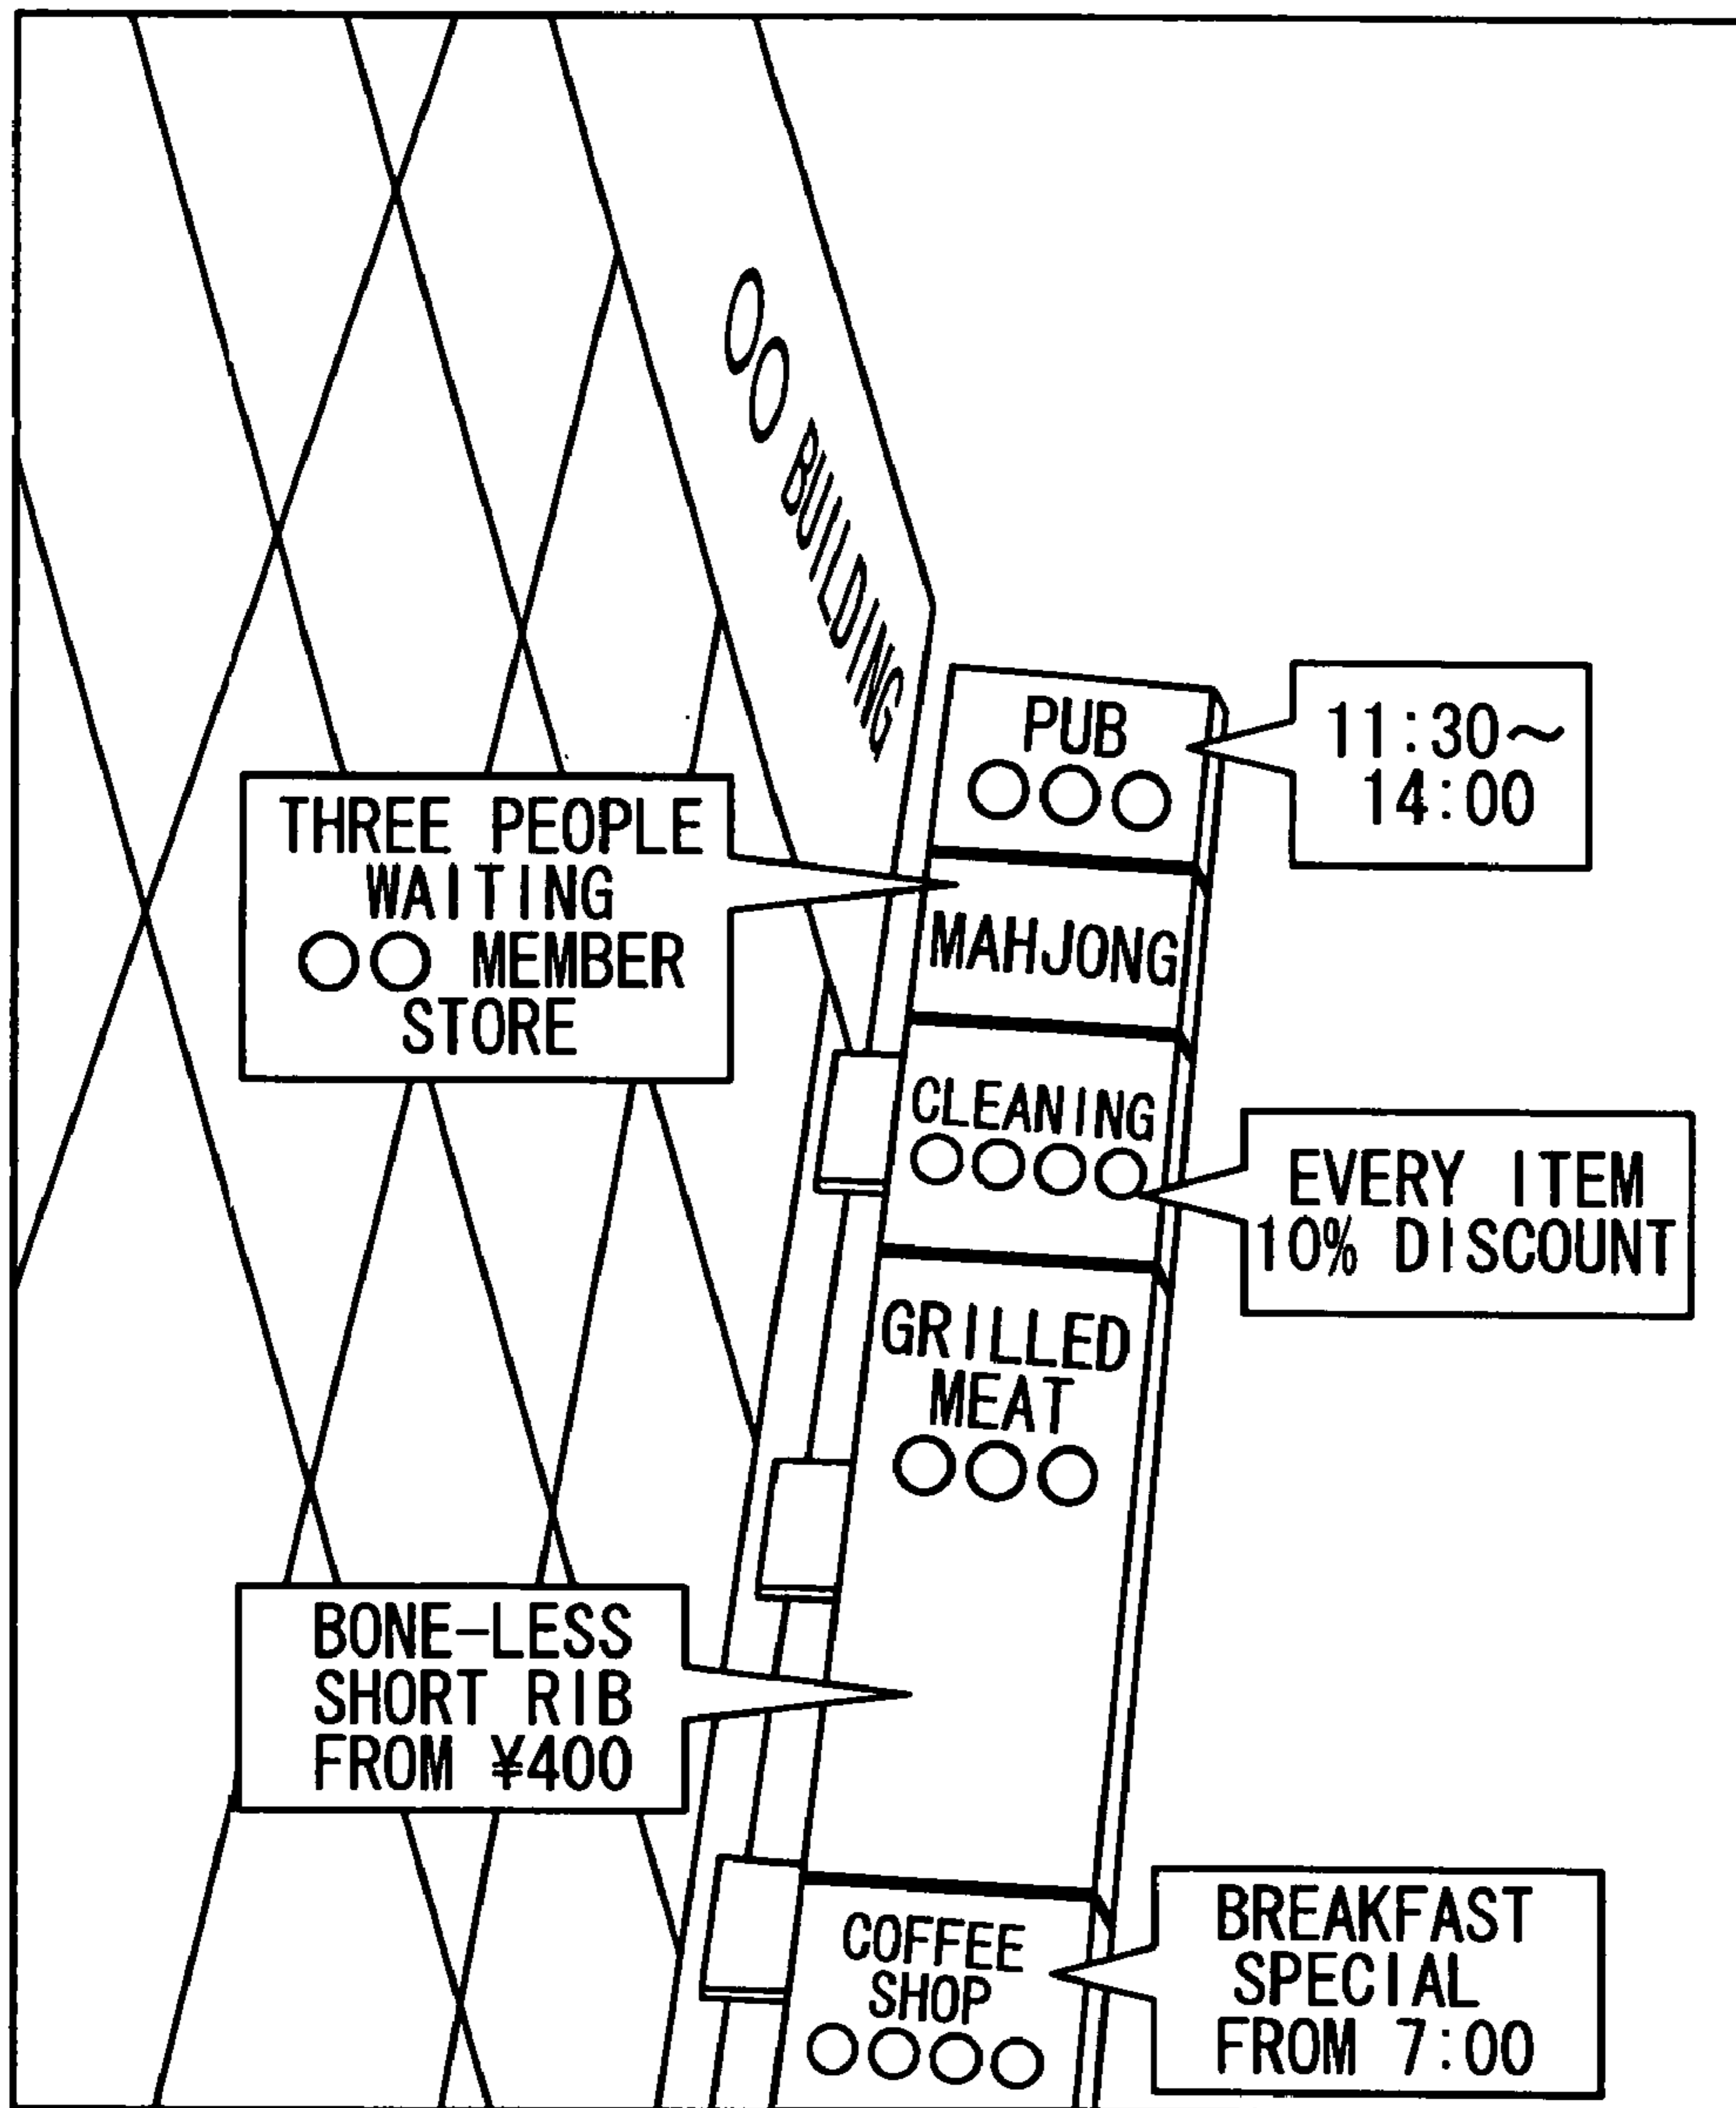 ○○BUILDING
PUB
○○○
11:30～
14:00
THREE PEOPLE
WAITING
○○ MEMBER
STORE
MAHJONG
CLEANING
○○○○
EVERY ITEM
10% DISCOUNT
GRILLED
MEAT
○○○
BONE-LESS
SHORT RIB
FROM ¥400
COFFEE
SHOP
○○○○
BREAKFAST
SPECIAL
FROM 7:00